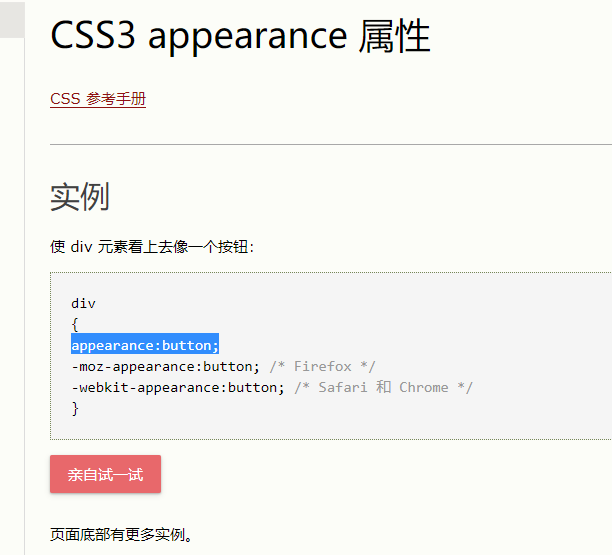 CSS3 appearance 属性
CSS 参考手册
实例
使 div 元素看上去像一个按钮：
div
{
appearance:button;
-moz-appearance:button; /* Firefox */
-webkit-appearance:button; /* Safari 和 Chrome */
}
亲自试一试
页面底部有更多实例。